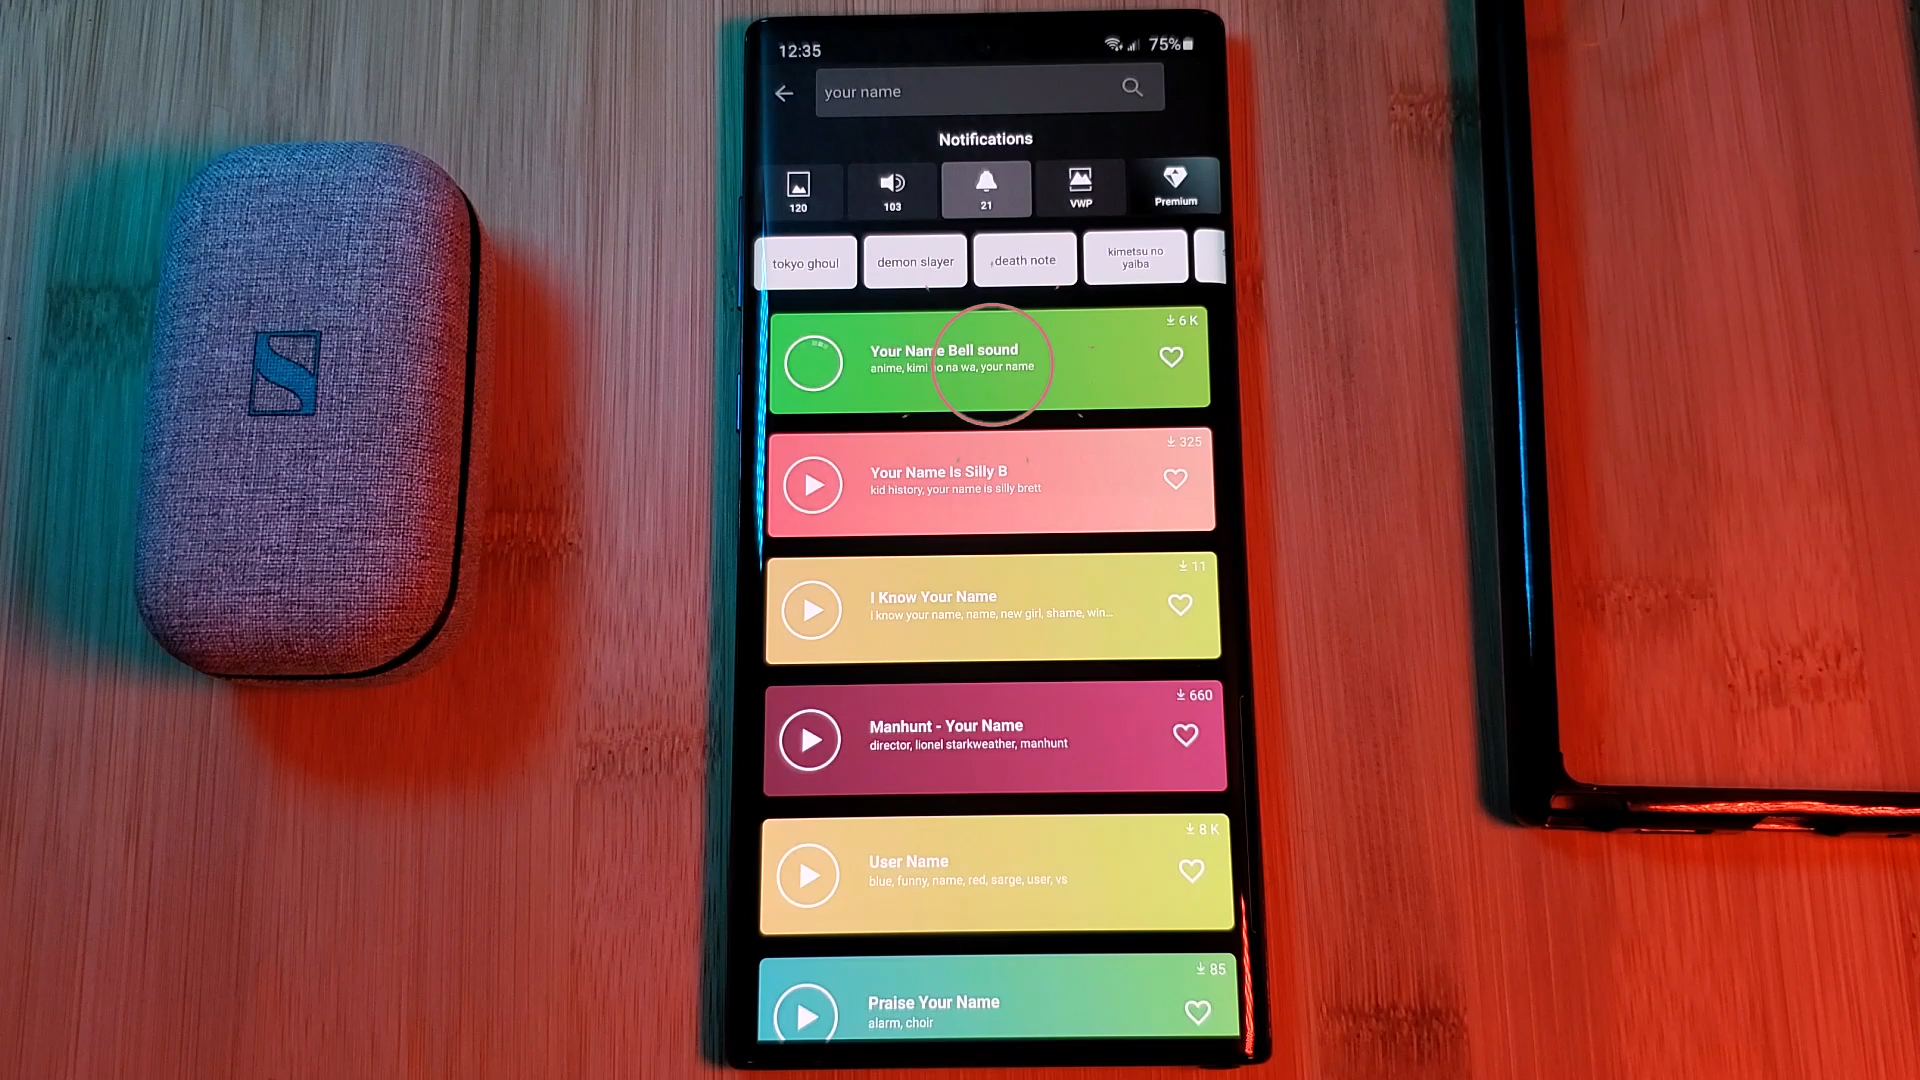 12:35
75%
your name
Notifications
120
103
21
VWP
Premium
tokyo ghoul
demon slayer
death note
kimetsu no
yaiba
6 K
Your Name Bell sound
anime, kimi no na wa, your name
325
Your Name Is Silly B
kid history, your name is silly brett
11
I Know Your Name
I know your name, name, new girl, shame, win...
660
Manhunt - Your Name
director, lionel starkweather, manhunt
8 K
User Name
blue, funny, name, red, sarge, user, vs
85
Praise Your Name
alarm, choir